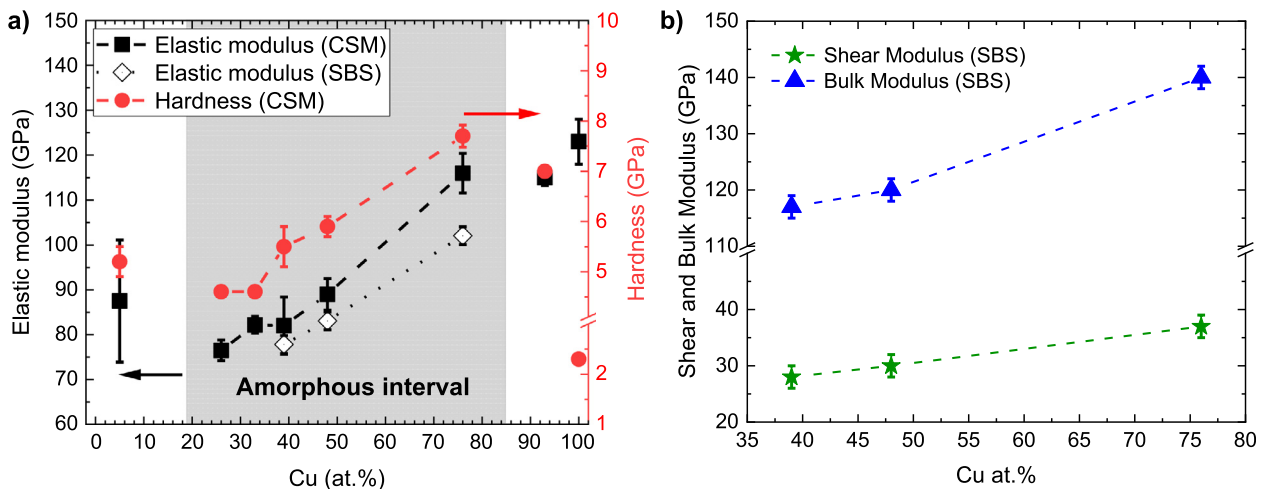 a)
Elastic modulus (CSM)
Elastic modulus (SBS)
Hardness (CSM)
Elastic modulus (GPa)
150
140
130
120
110
100
90
80
70
60
0 10 20 30 40 50 60 70 80 90 100
Cu (at.%)
Amorphous interval
10
9
8
7
6
5
2
1
Hardness (GPa)
b)
Shear Modulus (SBS)
Bulk Modulus (SBS)
Shear and Bulk Modulus (GPa)
150
140
130
120
110
40
30
20
35 40 45 50 55 60 65 70 75 80
Cu at.%